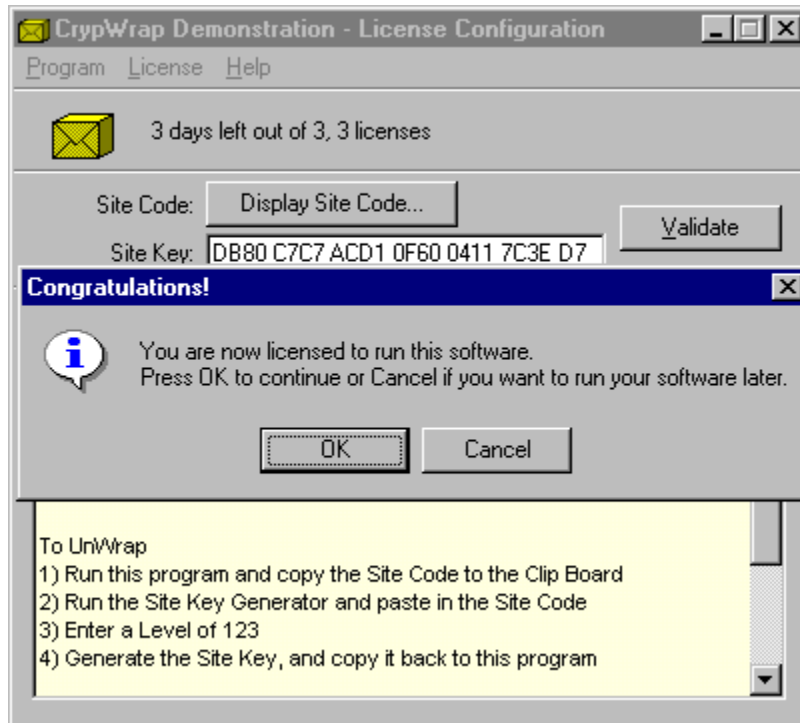 CrypWrap Demonstration - License Configuration
Program License Help
3 days left out of 3, 3 licenses
Site Code: Display Site Code...
Validate
Site Key: DB80 C7C7 ACD1 0F60 0411 7C3E D7
Congratulations!
You are now licensed to run this software.
Press OK to continue or Cancel if you want to run your software later.
OK Cancel
To UnWrap
1) Run this program and copy the Site Code to the Clip Board
2) Run the Site Key Generator and paste in the Site Code
3) Enter a Level of 123
4) Generate the Site Key, and copy it back to this program